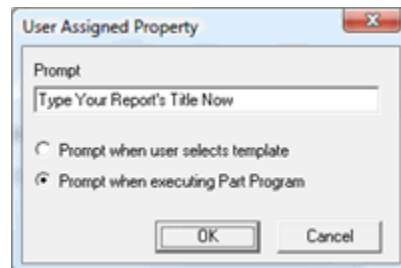 User Assigned Property
Prompt
Type Your Report's Title Now
Prompt when user selects template
Prompt when executing Part Program
OK
Cancel